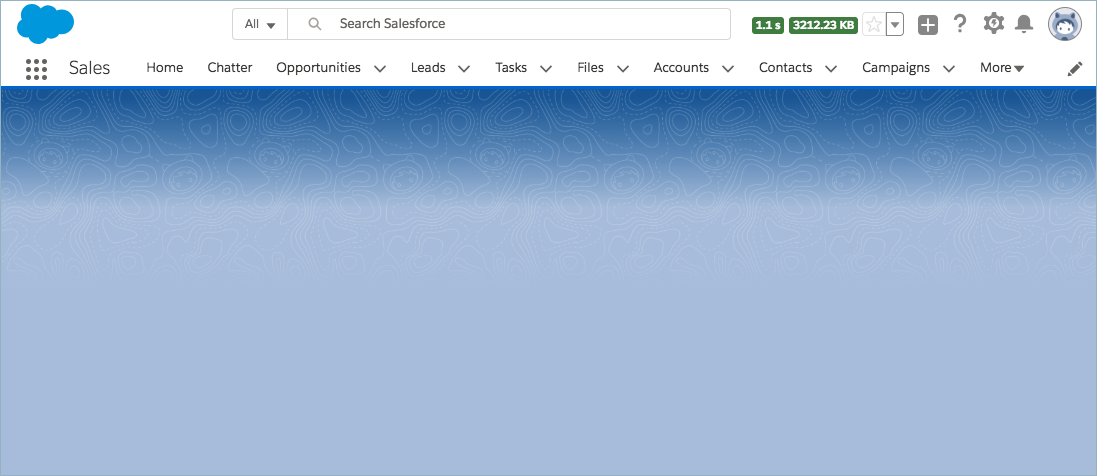 All Search Salesforce 1.1 s 3212.23 KB
Sales Home Chatter Opportunities Leads Tasks Files Accounts Contacts Campaigns More